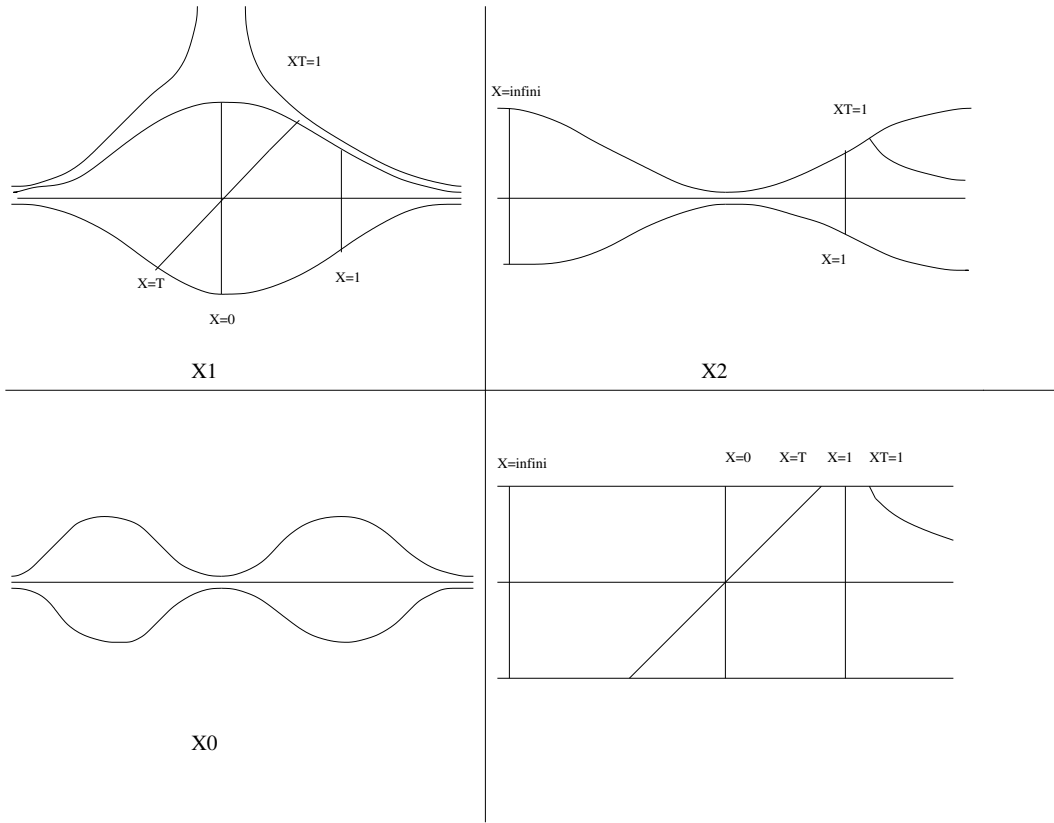 XT=1
X=T
X=1
X=0
X1
X=infini
XT=1
X=1
X2
X0
X=infini
X=0
X=T
X=1
XT=1